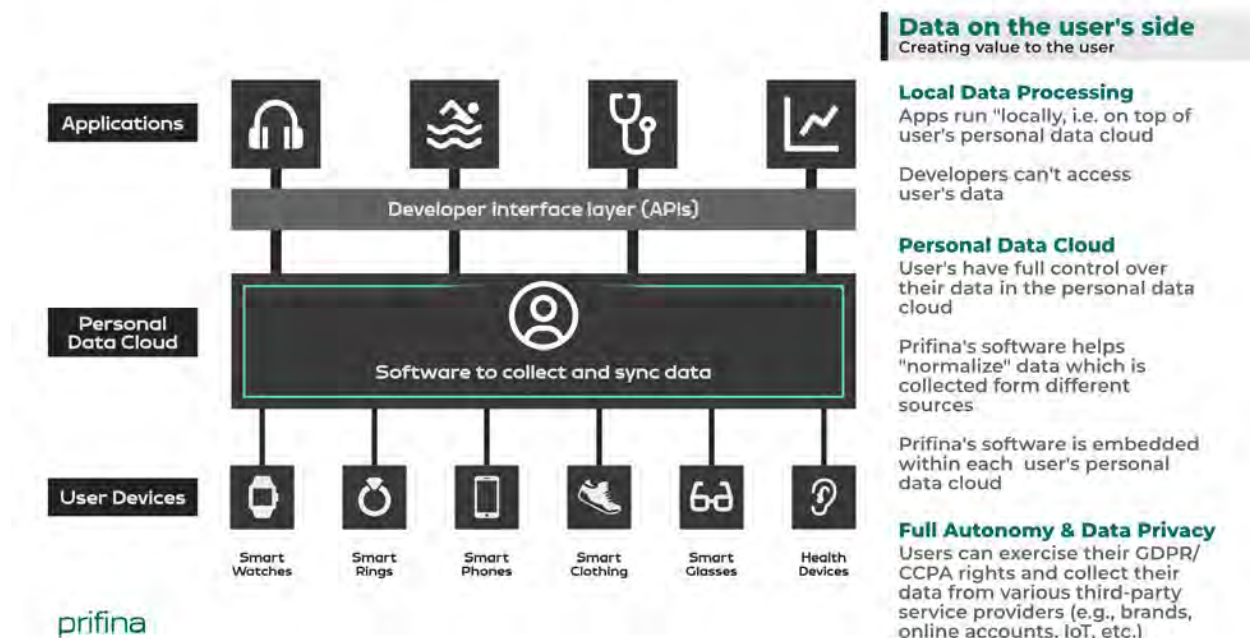 Data on the user's side
Creating value to the user
Applications
Developer interface layer (APIs)
Personal
Data Cloud
Software to collect and sync data
User Devices
Smart
Watches
Smart
Rings
Smart
Phones
Smart
Clothing
Smart
Glasses
Health
Devices
prifina
Local Data Processing
Apps run "locally, i.e. on top of
user's personal data cloud
Developers can't access
user's data
Personal Data Cloud
User's have full control over
their data in the personal data
cloud
Prifina's software helps
"normalize" data which is
collected form different
sources
Prifina's software is embedded
within each user's personal
data cloud
Full Autonomy & Data Privacy
Users can exercise their GDPR/
CCPA rights and collect their
data from various third-party
service providers (e.g., brands,
online accounts, IoT, etc.)